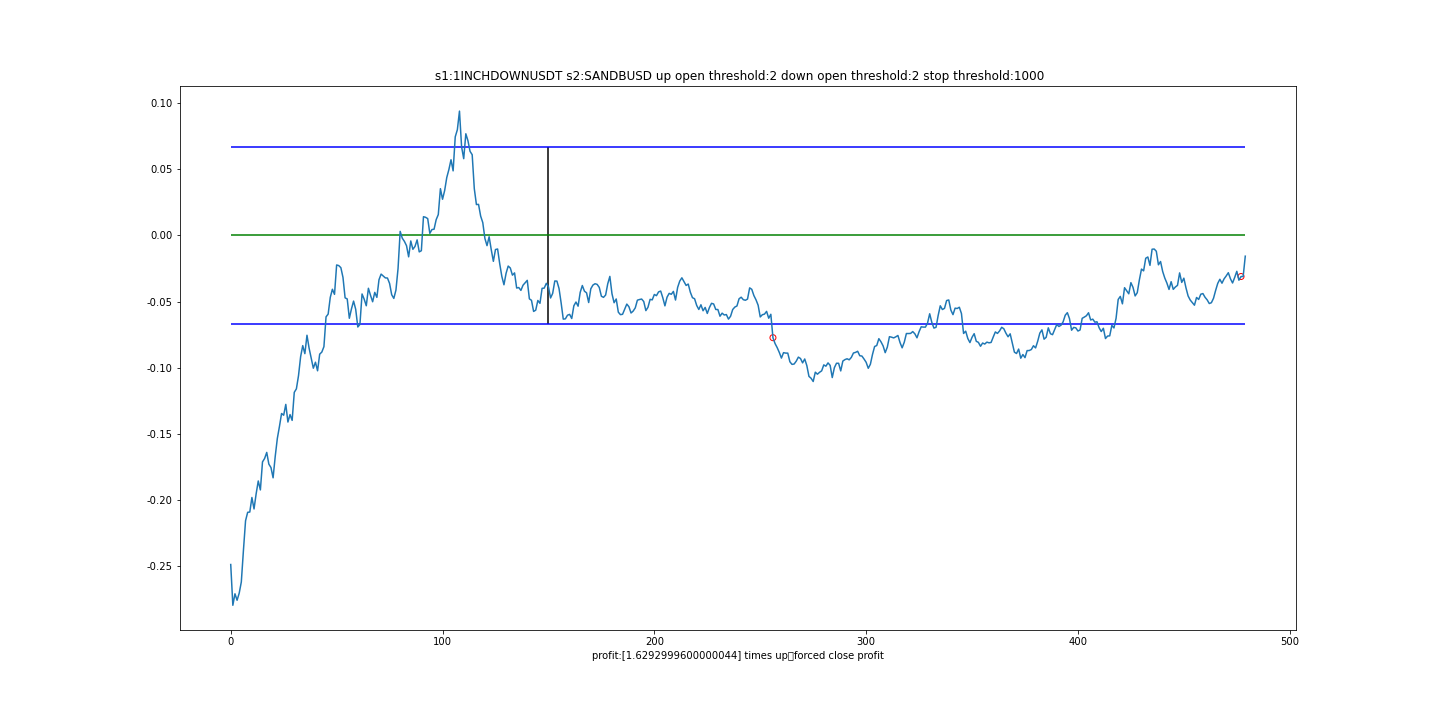 s1:1INCHDOWNUSDT s2:SANDBUSD up open threshold:2 down open threshold:2 stop threshold:1000
0.10
0.05
0.00
-0.05
-0.10
-0.15
-0.20
-0.25
0 100 200 300 400 500
profit:[1.6292999600000044] times up▯forced close profit